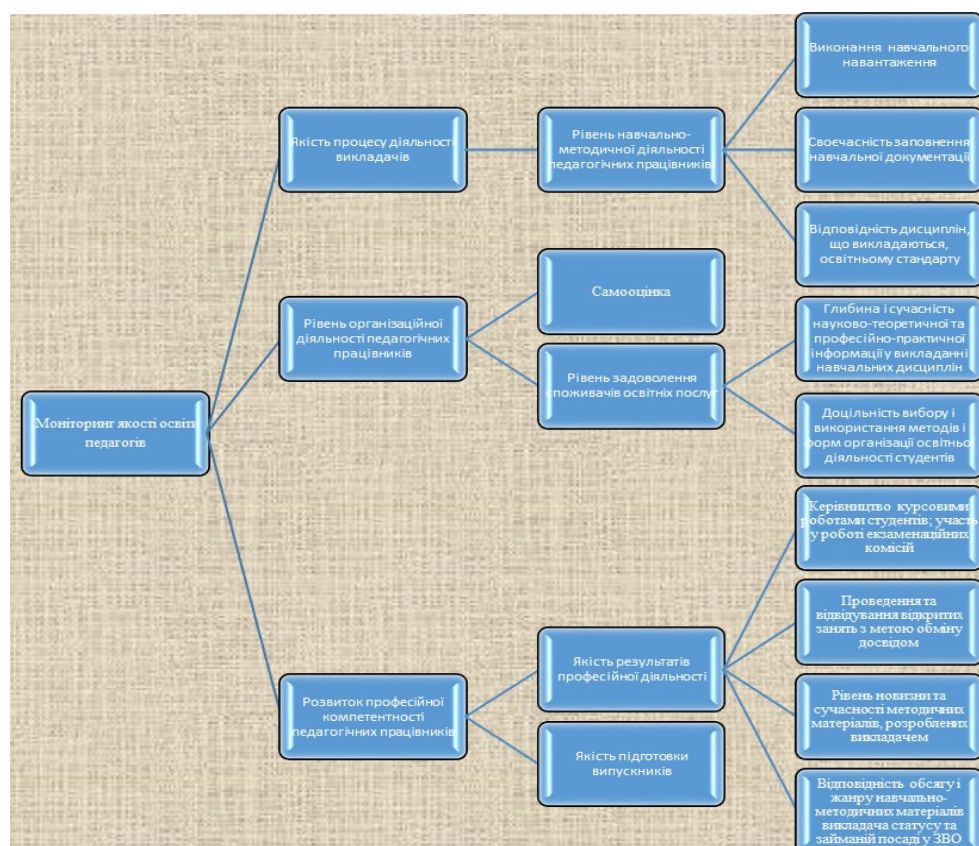 Моніторинг якості освіти
педагогів
Якість процесу діяльності
викладачів
Рівень навчально-
методичної діяльності
педагогічних працівників
Виконання навчального
навантаження
Своєчасність заповнення
навчальної документації
Відповідність дисциплін,
що викладаються,
освітньому стандарту
Рівень організаційної
діяльності педагогічних
працівників
Самооцінка
Рівень задоволення
споживачів освітніх послуг
Глибина і сучасність
науково-теоретичної та
професійно-практичної
інформації у викладанні
навчальних дисциплін
Доцільність вибору і
використання методів і
форм організації освітньої
діяльності студентів
Розвиток професійної
компетентності
педагогічних працівників
Якість результатів
професійної діяльності
Керівництво курсовими
роботами студентів; участь
у роботі екзаменаційних
комісій
Проведення та
відвідування відкритих
занять з метою обміну
досвідом
Рівень новизни та
сучасності методичних
матеріалів, розроблених
викладачем
Відповідність обсягу і
жанру навчально-
методичних матеріалів
викладача статусу та
займаній посаді у ЗВО
Якість підготовки
випускників